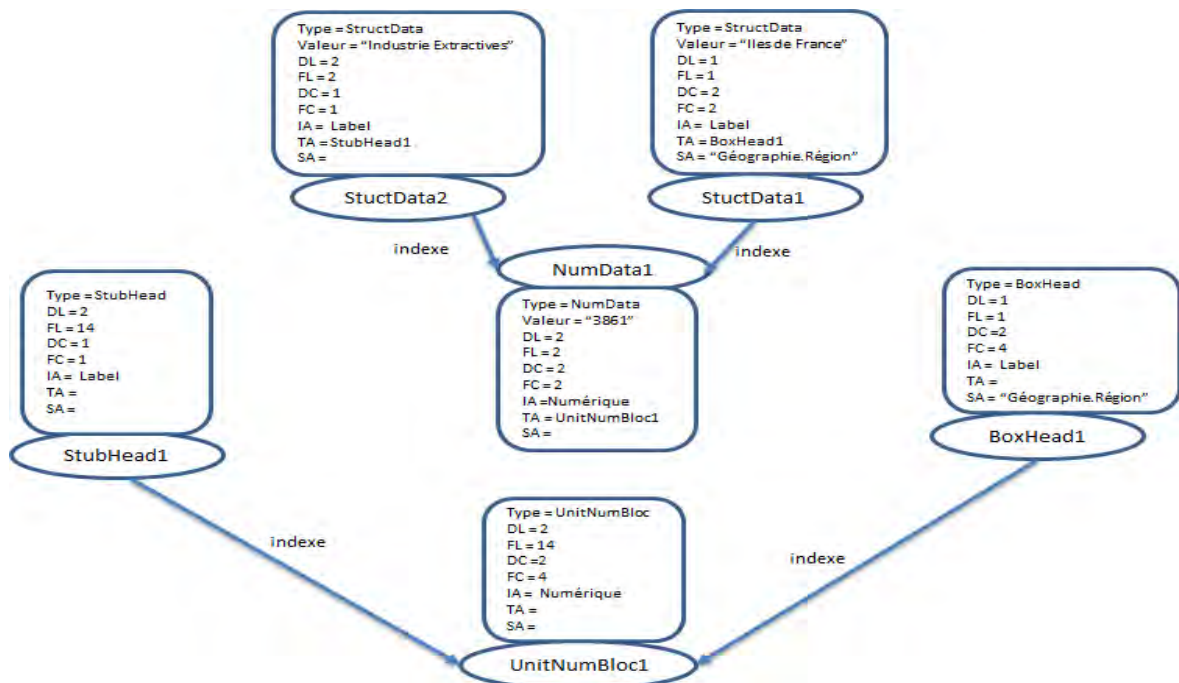 Type = StructData
Valeur = “Industrie Extractives”
DL = 2
FL = 2
DC = 1
FC = 1
IA = Label
TA = StubHead1
SA =
StuctData2
Type = StructData
Valeur = “Iles de France”
DL = 1
FL = 1
DC = 2
FC = 2
IA = Label
TA = BoxHead1
SA = “Géographie.Région”
StuctData1
indexe
indexe
NumData1
Type = NumData
Valeur = “3861”
DL = 2
FL = 2
DC = 2
FC = 2
IA =Numérique
TA = UnitNumBloc1
SA =
Type = StubHead
DL = 2
FL = 14
DC = 1
FC = 1
IA = Label
TA =
SA =
StubHead1
Type = BoxHead
DL = 1
FL = 1
DC =2
FC = 4
IA = Label
TA =
SA = “Géographie.Région”
BoxHead1
indexe
indexe
Type = UnitNumBloc
DL = 2
FL = 14
DC =2
FC = 4
IA = Numérique
TA =
SA =
UnitNumBloc1